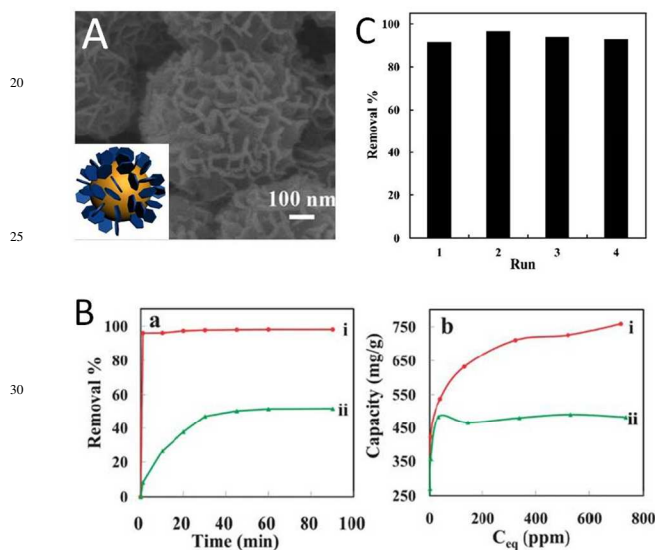 20
25
30
A
100 nm
C
Removal %
100
80
60
40
20
0
1 2 3 4
Run
B
a
Removal %
100
80
60
40
20
0
i
ii
0 20 40 60 80 100
Time (min)
b
Capacity (mg/g)
750
650
550
450
350
250
i
ii
0 200 400 600 800
Ceq (ppm)